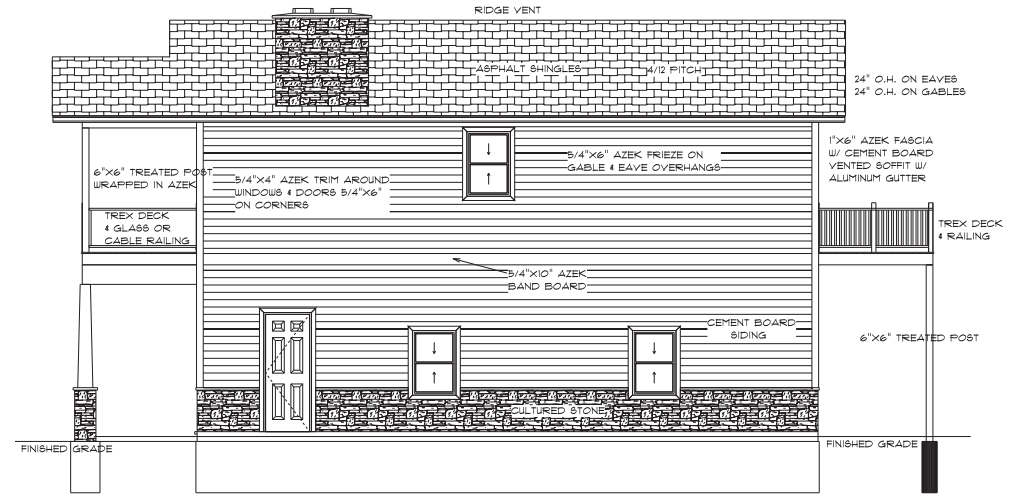 RIDGE VENT
ASPHALT SHINGLES
4/12 PITCH
24" O.H. ON EAVES
24" O.H. ON GABLES
1"X6" AZEK FASCIA
W/ CEMENT BOARD
VENTED SOFFIT W/
ALUMINUM GUTTER
5/4"X6" AZEK FRIEZE ON
GABLE & EAVE OVERHANGS
6"X6" TREATED POST
WRAPPED IN AZEK
5/4"X4" AZEK TRIM AROUND
WINDOWS & DOORS 5/4"X6"
ON CORNERS
TREX DECK
& GLASS OR
CABLE RAILING
TREX DECK
& RAILING
5/4"X10" AZEK
BAND BOARD
CEMENT BOARD
SIDING
6"X6" TREATED POST
CULTURED STONE
FINISHED GRADE
FINISHED GRADE